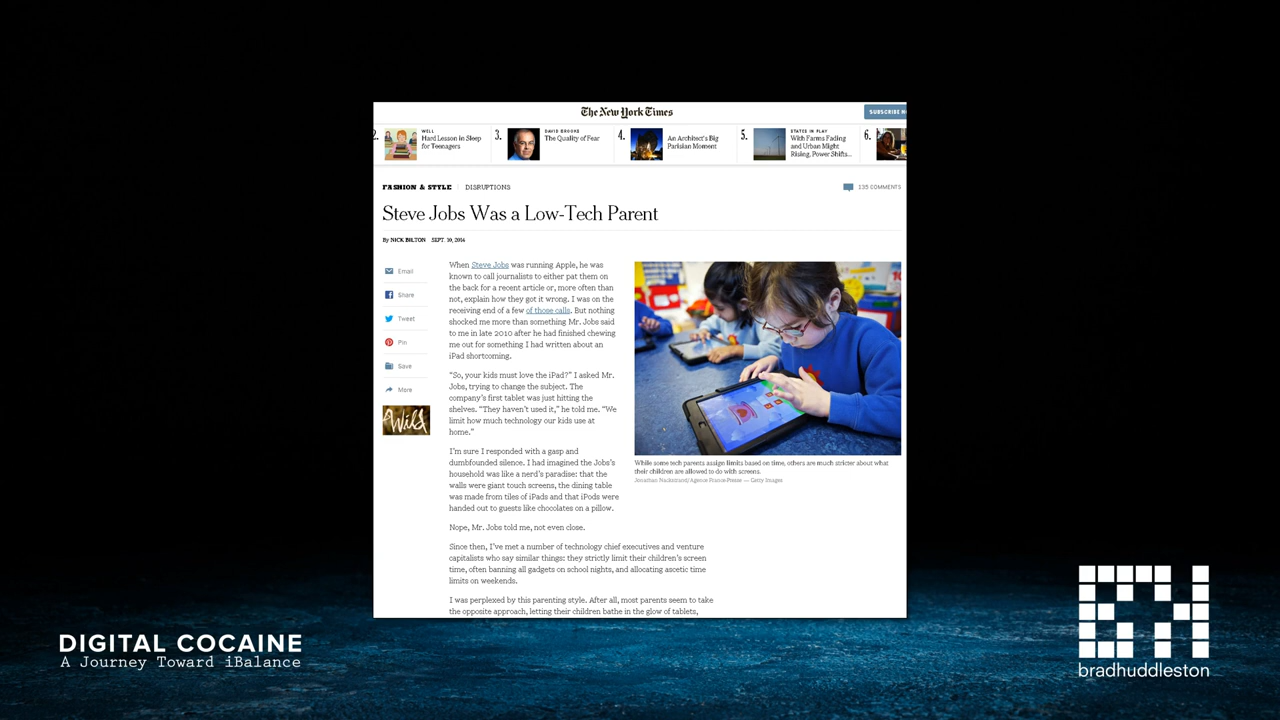 The New York Times
SUBSCRIBE
2.
WELL
Hard Lesson in Sleep
for Teenagers
3.
DAVID BROOKS
The Quality of Fear
4.
An Architect's Big
Parisian Moment
5.
STATES IN PLAY
With Farms Fading
and Urban Might
Rising, Power Shifts...
6.
FASHION & STYLE | DISRUPTIONS
135 COMMENTS
Steve Jobs Was a Low-Tech Parent
By NICK BILTON SEPT. 10, 2014
Email
Share
Tweet
Pin
Save
More
Wild
When Steve Jobs was running Apple, he was
known to call journalists to either pat them on
the back for a recent article or, more often than
not, explain how they got it wrong. I was on the
receiving end of a few of those calls. But nothing
shocked me more than something Mr. Jobs said
to me in late 2010 after he had finished chewing
me out for something I had written about an
iPad shortcoming.
“So, your kids must love the iPad?” I asked Mr.
Jobs, trying to change the subject. The
company’s first tablet was just hitting the
shelves. “They haven’t used it,” he told me. “We
limit how much technology our kids use at
home.”
I’m sure I responded with a gasp and
dumbfounded silence. I had imagined the Jobs’s
household was like a nerd’s paradise: that the
walls were giant touch screens, the dining table
was made from tiles of iPads and that iPods were
handed out to guests like chocolates on a pillow.
Nope, Mr. Jobs told me, not even close.
Since then, I’ve met a number of technology chief executives and venture
capitalists who say similar things: they strictly limit their children’s screen
time, often banning all gadgets on school nights, and allocating ascetic time
limits on weekends.
I was perplexed by this parenting style. After all, most parents seem to take
the opposite approach, letting their children bathe in the glow of tablets,
While some tech parents assign limits based on time, others are much stricter about what
their children are allowed to do with screens.
Jonathan Nackstrand/Agence France-Presse — Getty Images
DIGITAL COCAINE
A Journey Toward iBalance
bradhuddleston